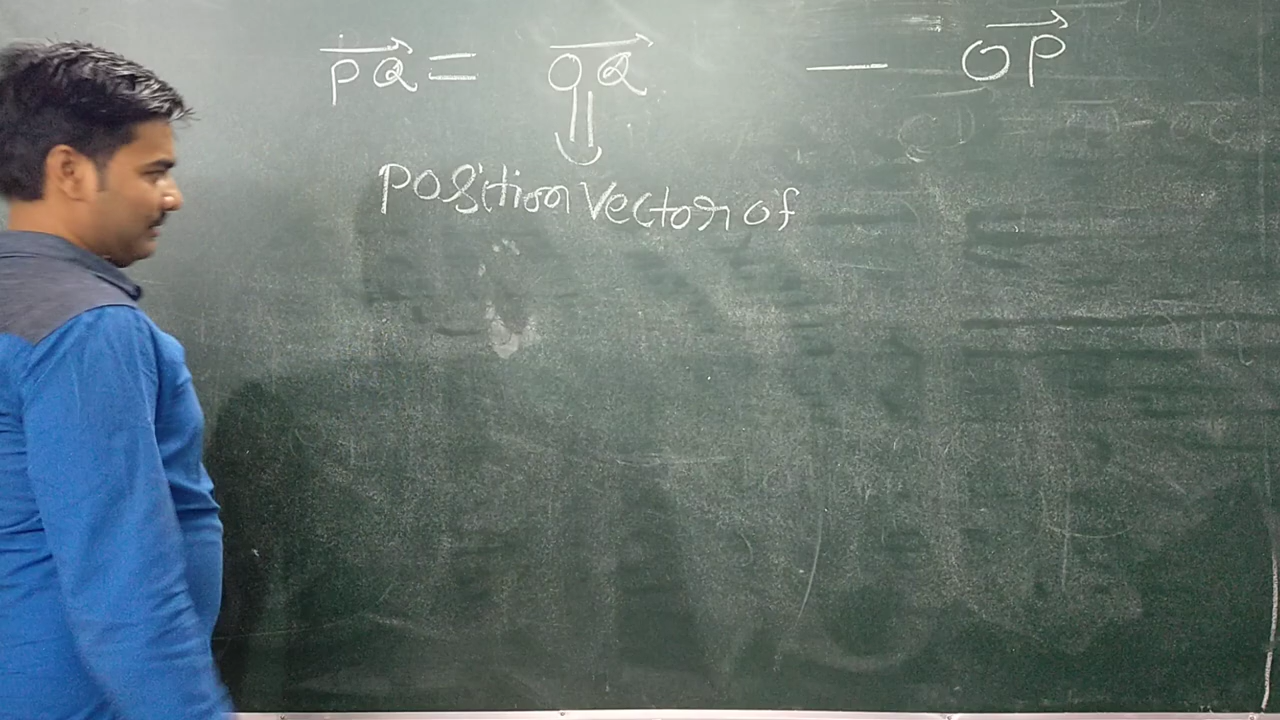 PQ = OQ — OP
Position Vector of